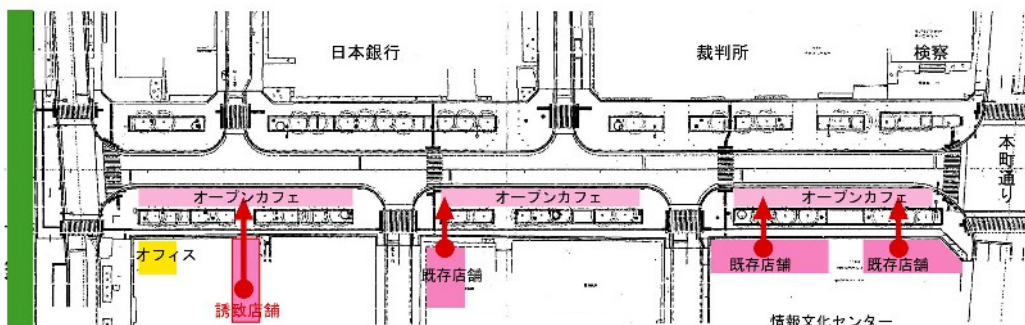 日本銀行
裁判所
検察
本町通り
オープンカフェ
オープンカフェ
オープンカフェ
オフィス
誘致店舗
既存店舗
既存店舗
既存店舗
情報文化センター